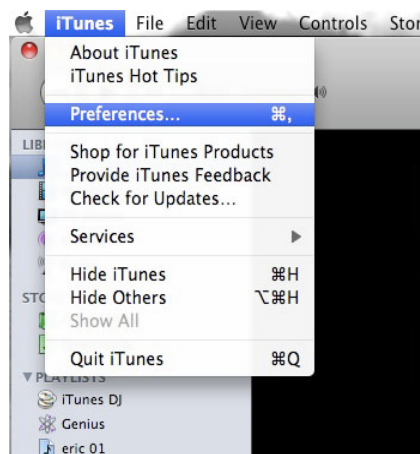 iTunes File Edit View Controls
About iTunes
iTunes Hot Tips
Preferences... ⌘,
Shop for iTunes Products
Provide iTunes Feedback
Check for Updates...
Services
Hide iTunes ⌘H
Hide Others ⌥⌘H
Show All
Quit iTunes ⌘Q
PLAYLISTS
iTunes DJ
Genius
eric 01